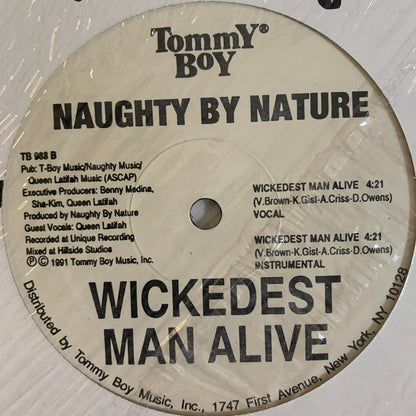 TOMMY®
BOY
NAUGHTY BY NATURE
TB 988 B
Pub: T-Boy Music/Naughty Music/
Queen Latifah Music (ASCAP)
Executive Producers: Benny Medina,
Sha-Kim, Queen Latifah
Produced by Naughty By Nature
Guest Vocals: Queen Latifah
Recorded at Unique Recording
Mixed at Hillside Studios
Ⓟ © 1991 Tommy Boy Music, Inc.
WICKEDEST MAN ALIVE 4:21
(V.Brown-K.Gist-A.Criss-D.Owens)
VOCAL
WICKEDEST MAN ALIVE 4:21
(V.Brown-K.Gist-A.Criss-D.Owens)
INSTRUMENTAL
WICKEDEST
MAN ALIVE
Distributed by Tommy Boy Music, Inc., 1747 First Avenue, New York, NY 10128